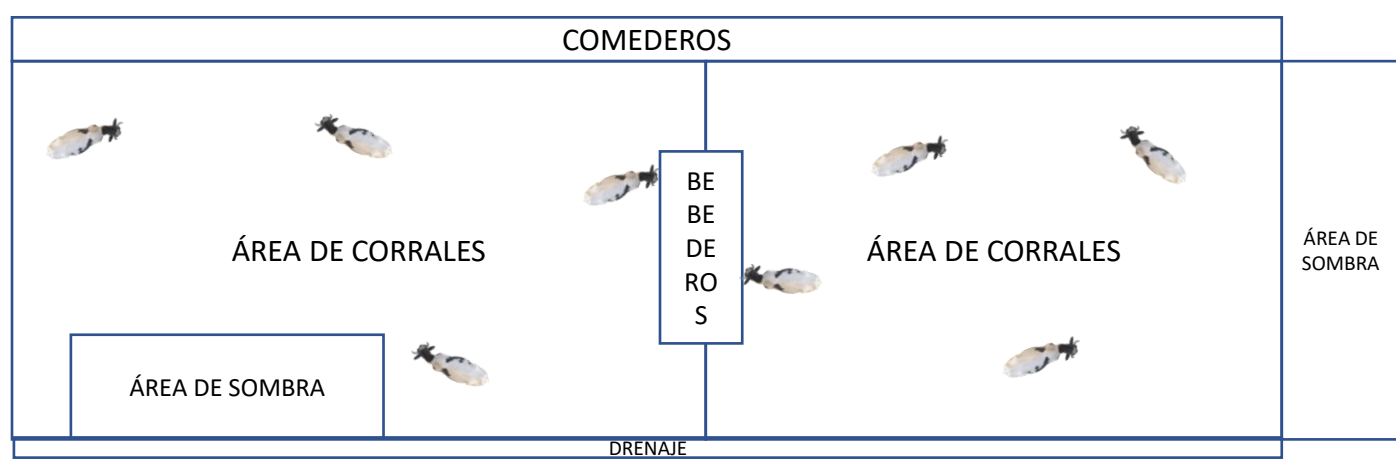 COMEDEROS
ÁREA DE CORRALES
BE
BE
DE
RO
S
ÁREA DE CORRALES
ÁREA DE
SOMBRA
ÁREA DE SOMBRA
DRENAJE